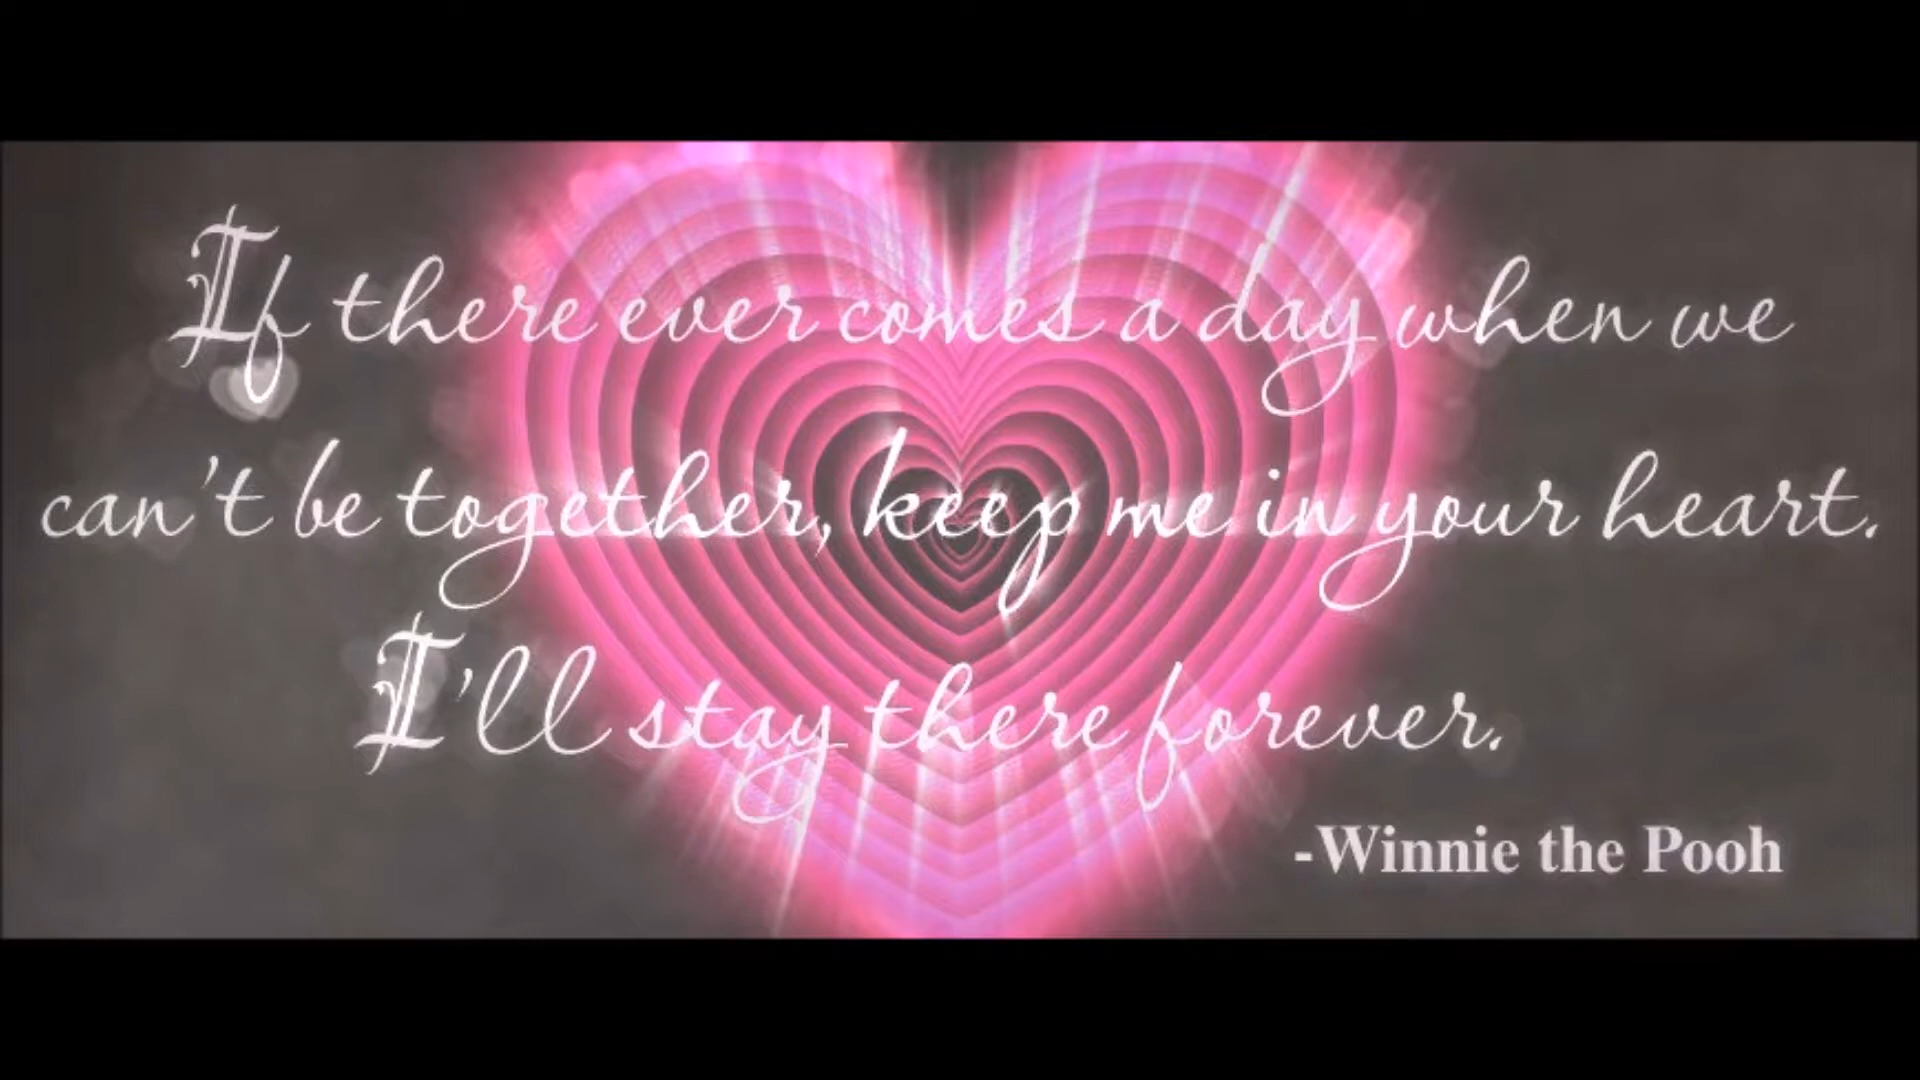 If there ever comes a day when we
can't be together, keep me in your heart.
I'll stay there forever.
-Winnie the Pooh